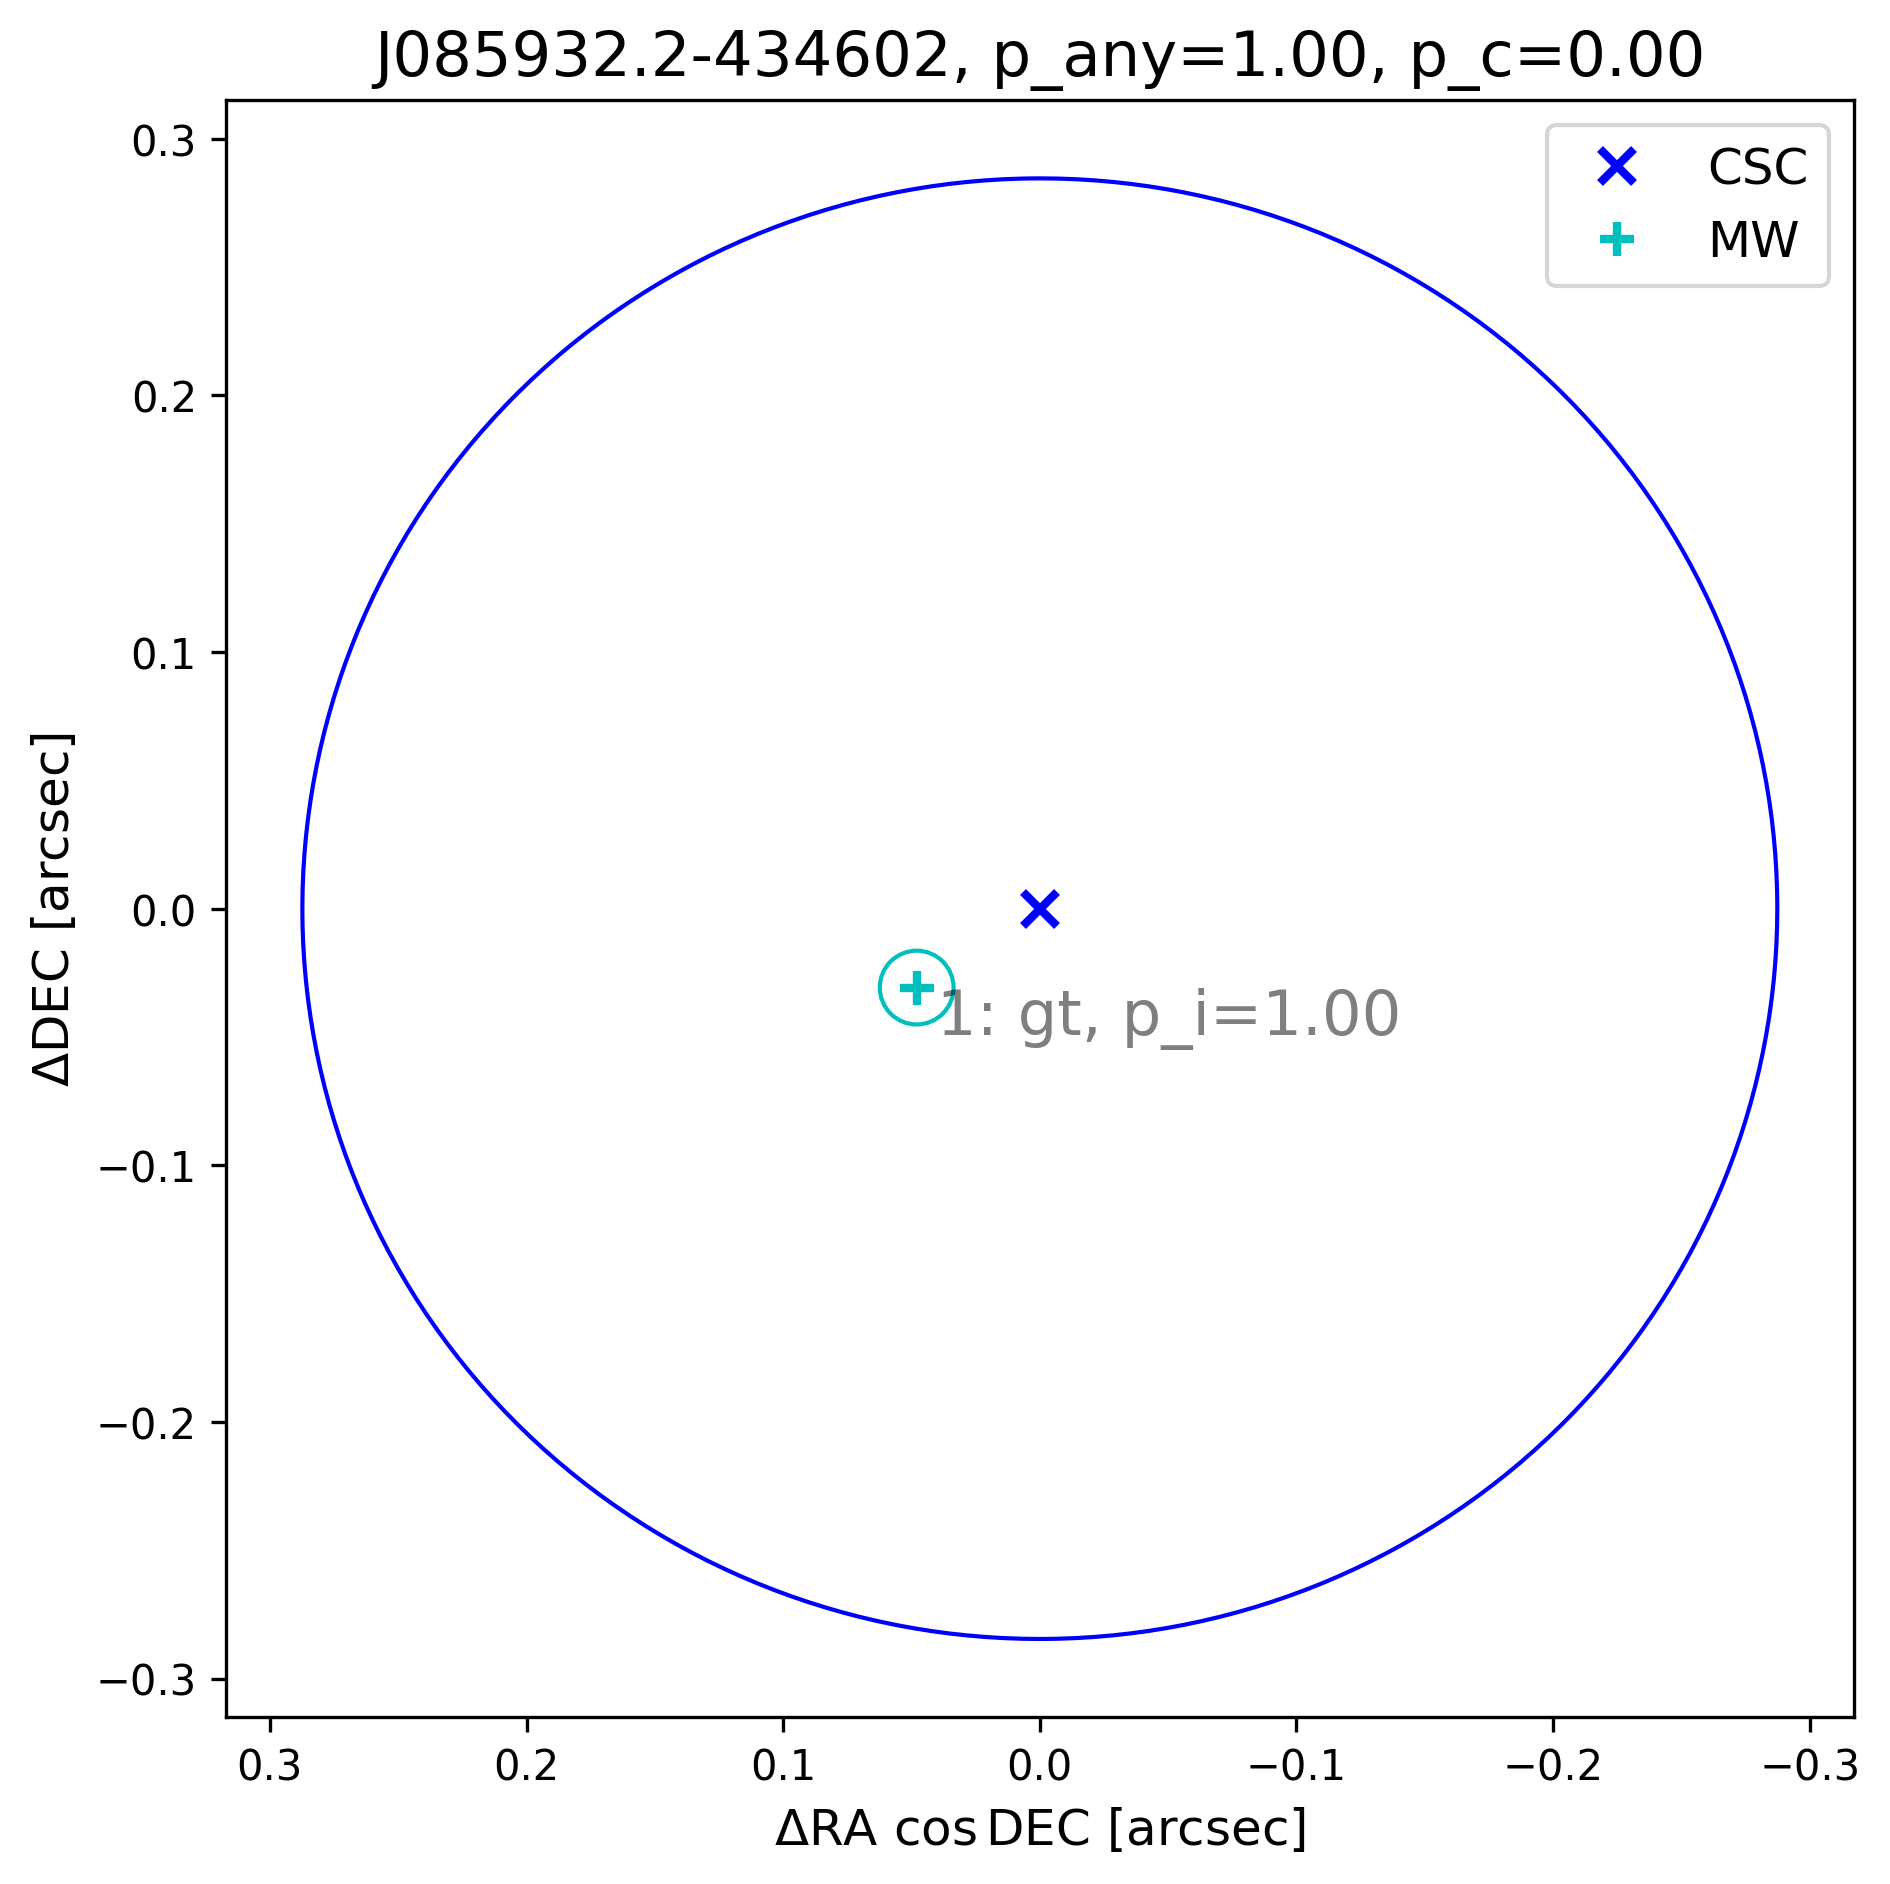 J085932.2-434602, p_any=1.00, p_c=0.00
CSC
MW
0.3
0.2
0.1
0.0
−0.1
−0.2
−0.3
ΔDEC [arcsec]
1: gt, p_i=1.00
0.3
0.2
0.1
0.0
−0.1
−0.2
−0.3
ΔRA cos DEC [arcsec]